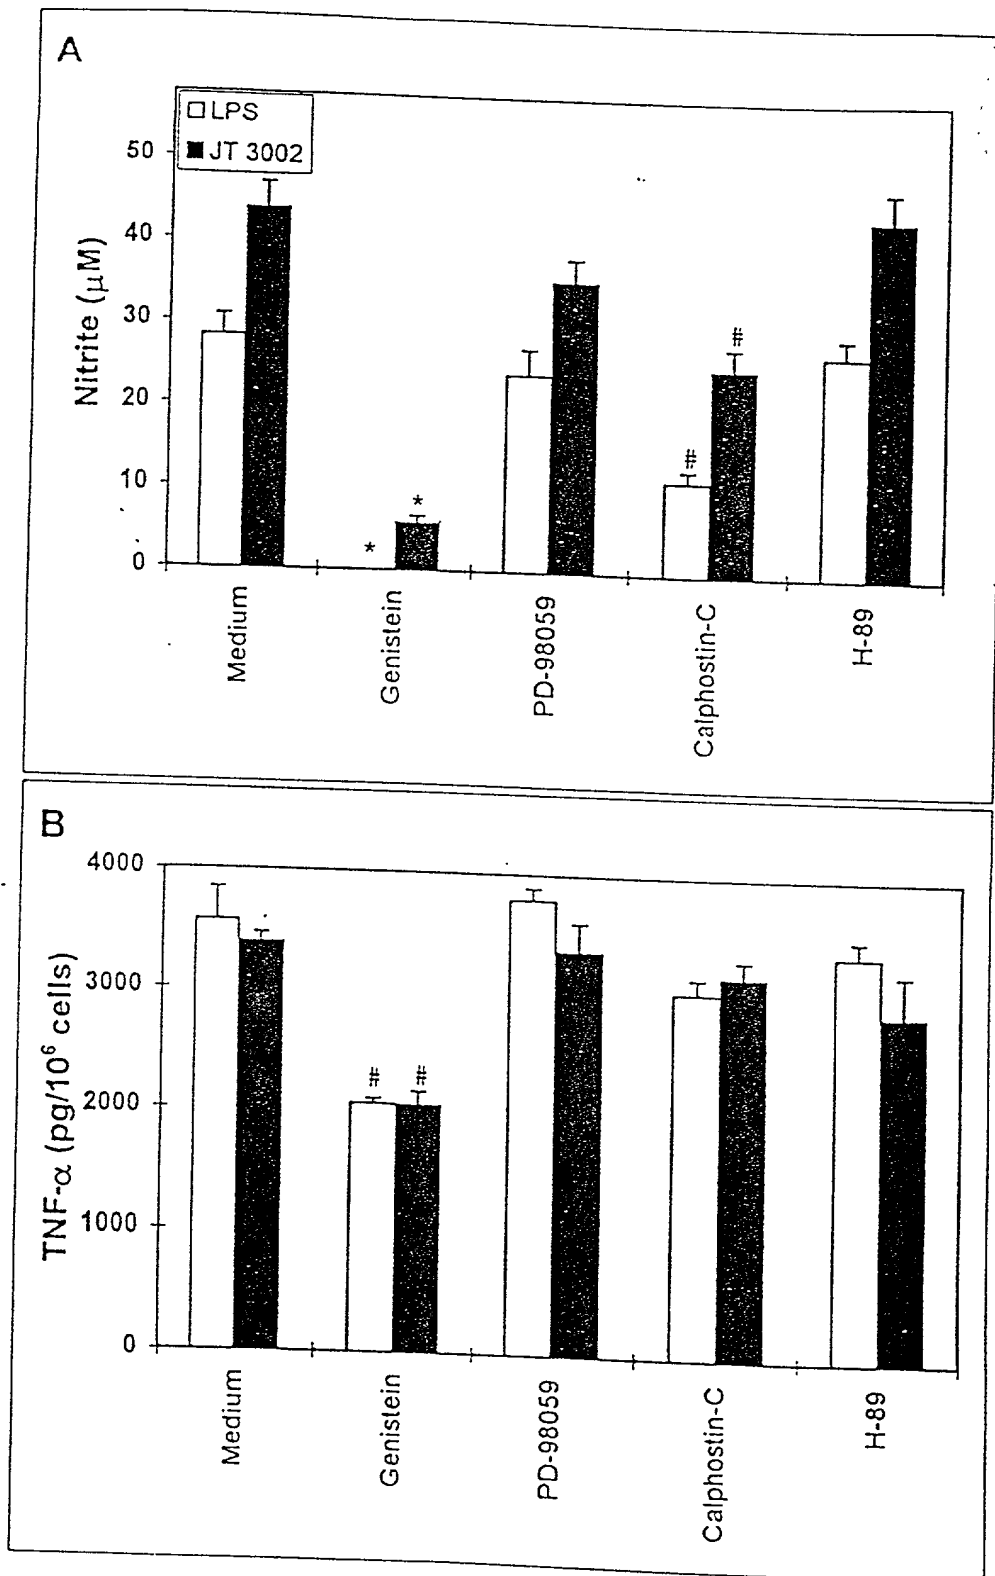 A
LPS
JT 3002
50
40
30
20
10
0
Nitrite (μM)
*
*
#
#
Medium
Genistein
PD-98059
Calphostin-C
H-89
B
4000
3000
2000
1000
0
TNF-α (pg/10⁶ cells)
#
#
Medium
Genistein
PD-98059
Calphostin-C
H-89